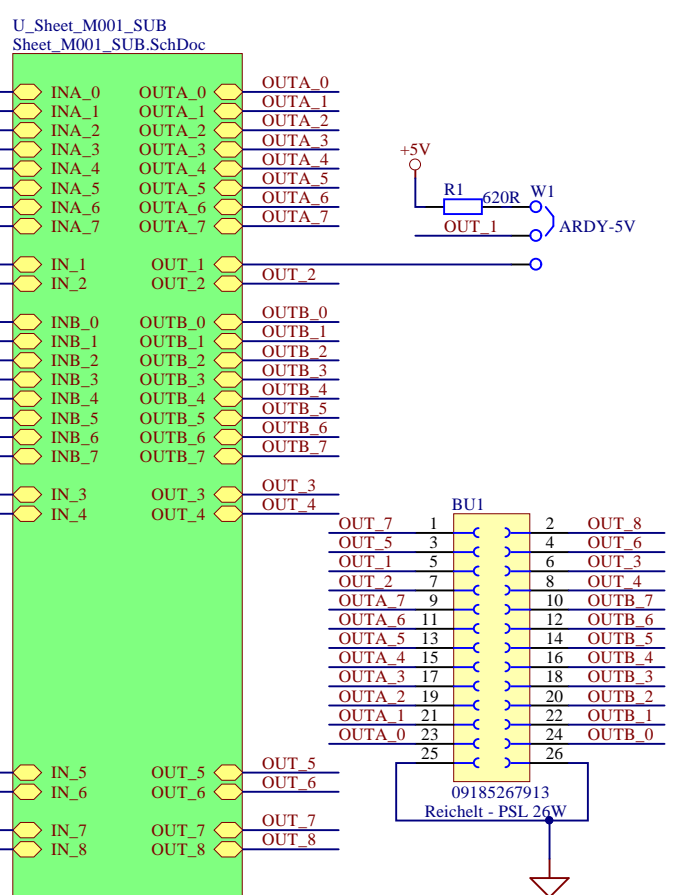 U_Sheet_M001_SUB
Sheet_M001_SUB.SchDoc
INA_0 OUTA_0 OUTA_0
INA_1 OUTA_1 OUTA_1
INA_2 OUTA_2 OUTA_2
INA_3 OUTA_3 OUTA_3
INA_4 OUTA_4 OUTA_4
INA_5 OUTA_5 OUTA_5
INA_6 OUTA_6 OUTA_6
INA_7 OUTA_7 OUTA_7
+5V
R1 620R W1
OUT_1 ARDY-5V
IN_1 OUT_1
IN_2 OUT_2 OUT_2
INB_0 OUTB_0 OUTB_0
INB_1 OUTB_1 OUTB_1
INB_2 OUTB_2 OUTB_2
INB_3 OUTB_3 OUTB_3
INB_4 OUTB_4 OUTB_4
INB_5 OUTB_5 OUTB_5
INB_6 OUTB_6 OUTB_6
INB_7 OUTB_7 OUTB_7
IN_3 OUT_3 OUT_3
IN_4 OUT_4 OUT_4
BU1
OUT_7 1 2 OUT_8
OUT_5 3 4 OUT_6
OUT_1 5 6 OUT_3
OUT_2 7 8 OUT_4
OUTA_7 9 10 OUTB_7
OUTA_6 11 12 OUTB_6
OUTA_5 13 14 OUTB_5
OUTA_4 15 16 OUTB_4
OUTA_3 17 18 OUTB_3
OUTA_2 19 20 OUTB_2
OUTA_1 21 22 OUTB_1
OUTA_0 23 24 OUTB_0
25 26
09185267913
Reichelt - PSL 26W
IN_5 OUT_5 OUT_5
IN_6 OUT_6 OUT_6
IN_7 OUT_7 OUT_7
IN_8 OUT_8 OUT_8